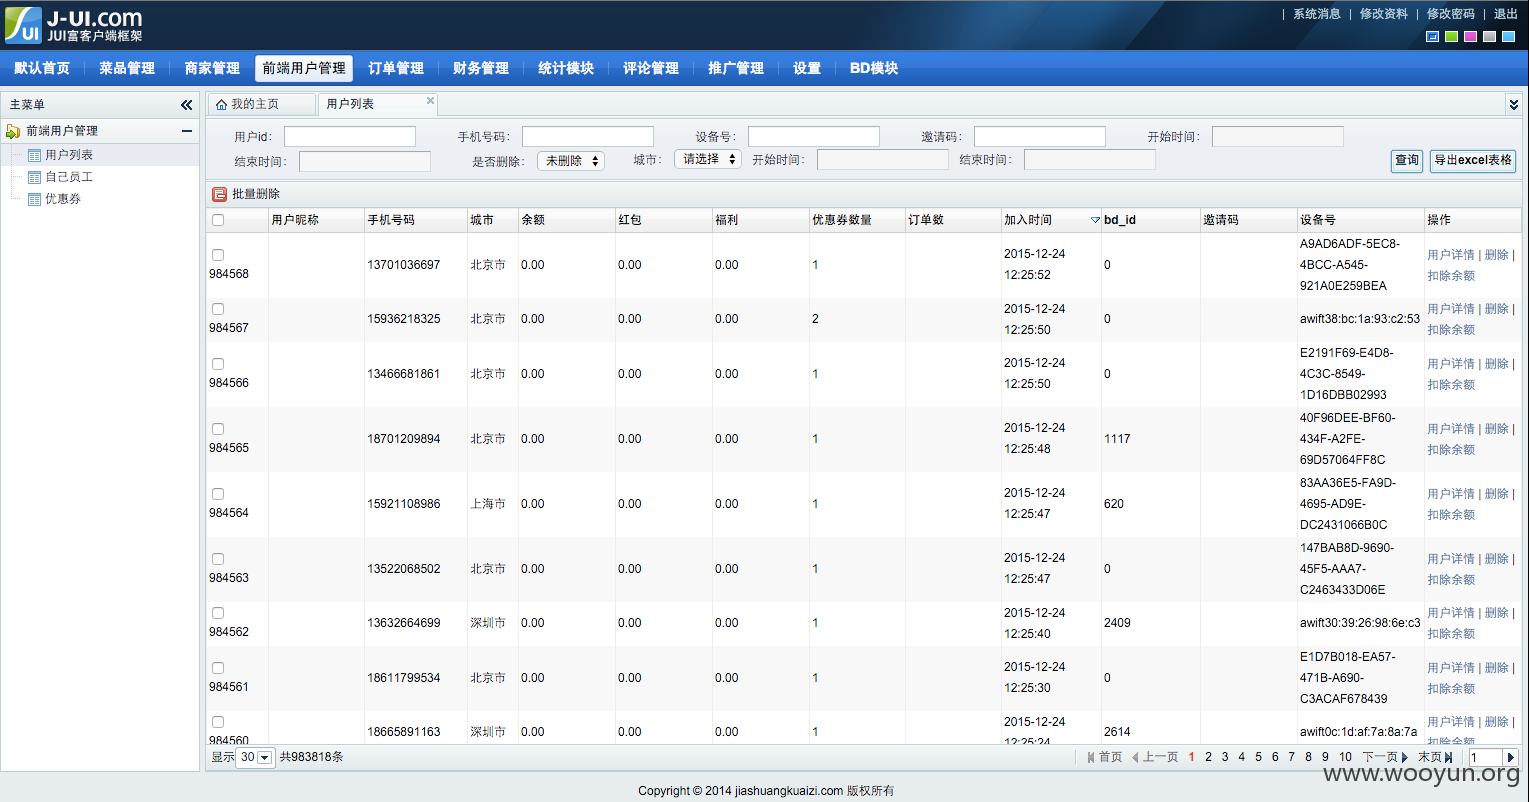 J-UI.com
JUI富客户端框架
| 系统消息 | 修改资料 | 修改密码 | 退出
默认首页 菜品管理 商家管理 前端用户管理 订单管理 财务管理 统计模块 评论管理 推广管理 设置 BD模块
主菜单
前端用户管理
用户列表
自己员工
优惠券
我的主页 用户列表
用户id: 手机号码: 设备号: 邀请码: 开始时间:
结束时间: 是否删除: 未删除 城市: 请选择 开始时间: 结束时间: 查询 导出excel表格
批量删除
用户昵称 手机号码 城市 余额 红包 福利 优惠券数量 订单数 加入时间 bd_id 邀请码 设备号 操作
984568 13701036697 北京市 0.00 0.00 0.00 1 2015-12-24 12:25:52 0 A9AD6ADF-5EC8-4BCC-A545-921A0E259BEA 用户详情 | 删除 | 扣除余额
984567 15936218325 北京市 0.00 0.00 0.00 2 2015-12-24 12:25:50 0 awift38:bc:1a:93:c2:53 用户详情 | 删除 | 扣除余额
984566 13466681861 北京市 0.00 0.00 0.00 1 2015-12-24 12:25:50 0 E2191F69-E4D8-4C3C-8549-1D16DBB02993 用户详情 | 删除 | 扣除余额
984565 18701209894 北京市 0.00 0.00 0.00 1 2015-12-24 12:25:48 1117 40F96DEE-BF60-434F-A2FE-69D57064FF8C 用户详情 | 删除 | 扣除余额
984564 15921108986 上海市 0.00 0.00 0.00 1 2015-12-24 12:25:47 620 83AA36E5-FA9D-4695-AD9E-DC2431066B0C 用户详情 | 删除 | 扣除余额
984563 13522068502 北京市 0.00 0.00 0.00 1 2015-12-24 12:25:47 0 147BAB8D-9690-45F5-AAA7-C2463433D06E 用户详情 | 删除 | 扣除余额
984562 13632664699 深圳市 0.00 0.00 0.00 1 2015-12-24 12:25:40 2409 awift30:39:26:98:6e:c3 用户详情 | 删除 | 扣除余额
984561 18611799534 北京市 0.00 0.00 0.00 1 2015-12-24 12:25:30 0 E1D7B018-EA57-471B-A690-C3ACAF678439 用户详情 | 删除 | 扣除余额
984560 18665891163 深圳市 0.00 0.00 0.00 1 2015-12-24 12:25:24 2614 awift0c:1d:af:7a:8a:7a 用户详情 | 删除 | 扣除余额
显示 30 共983818条 首页 上一页 1 2 3 4 5 6 7 8 9 10 下一页 末页 1
www.wooyun.org
Copyright © 2014 jiashuangkuaizi.com 版权所有